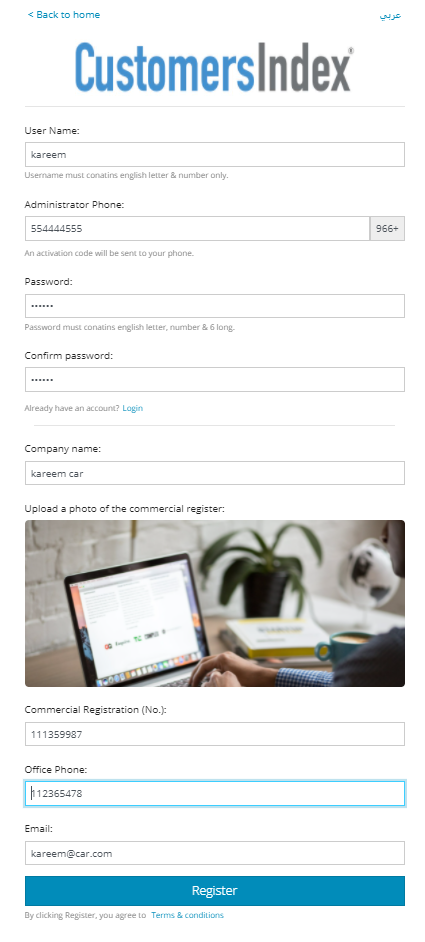 < Back to home
عربي
CustomersIndex®
User Name:
kareem
Username must conatins english letter & number only.
Administrator Phone:
554444555 966+
An activation code will be sent to your phone.
Password:
••••••
Password must conatins english letter, number & 6 long.
Confirm password:
••••••
Already have an account? Login
Company name:
kareem car
Upload a photo of the commercial register:
Commercial Registration (No.):
111359987
Office Phone:
112365478
Email:
kareem@car.com
Register
By clicking Register, you agree to Terms & conditions